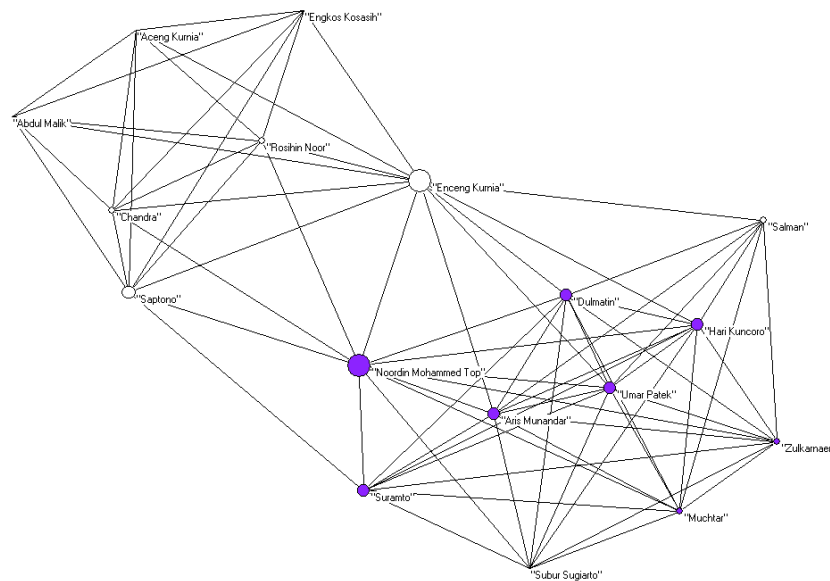 "Engkos Kosasih"
"Aceng Kurnia"
"Abdul Malik"
"Rosihin Noor"
"Enceng Kurnia"
"Chandra"
"Salman"
"Saptono"
"Dulmatin"
"Hari Kuncoro"
"Noordin Mohammed Top"
"Umar Patek"
"Aris Munandar"
"Zulkarnaen
"Suramto"
"Muchtar"
"Subur Sugiarto"